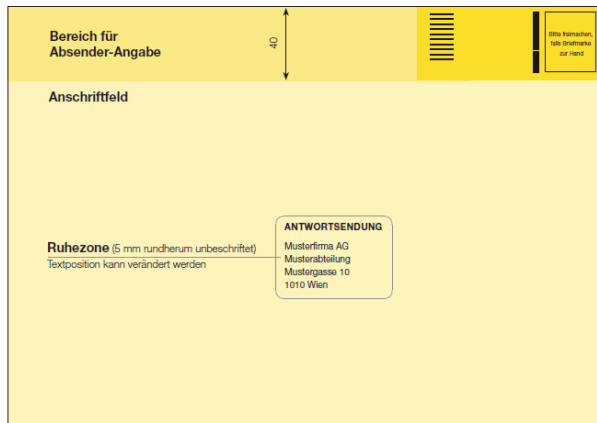 Bereich für
Absender-Angabe
40
Bitte freimachen,
falls Briefmarke
zur Hand
Anschriftfeld
Ruhezone (5 mm rundherum unbeschriftet)
Textposition kann verändert werden
ANTWORTSENDUNG
Musterfirma AG
Musterabteilung
Mustergasse 10
1010 Wien